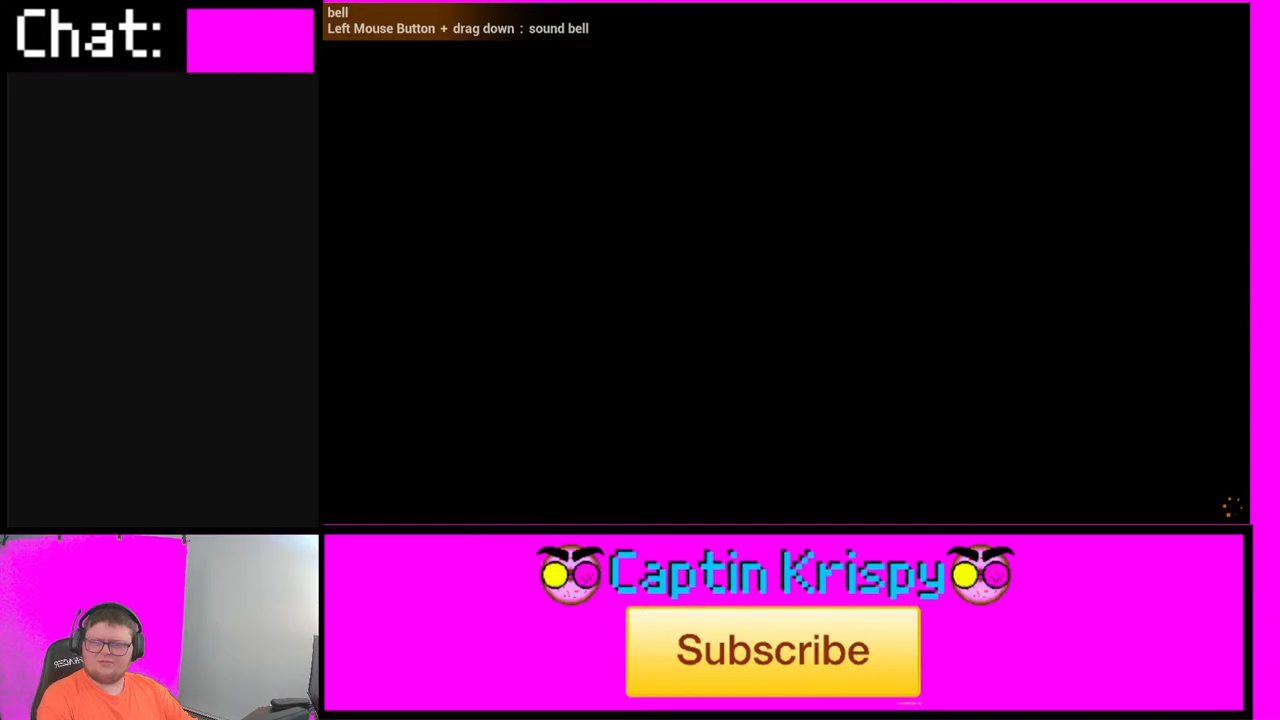 Chat:
bell
Left Mouse Button + drag down : sound bell
Captin Krispy
Subscribe